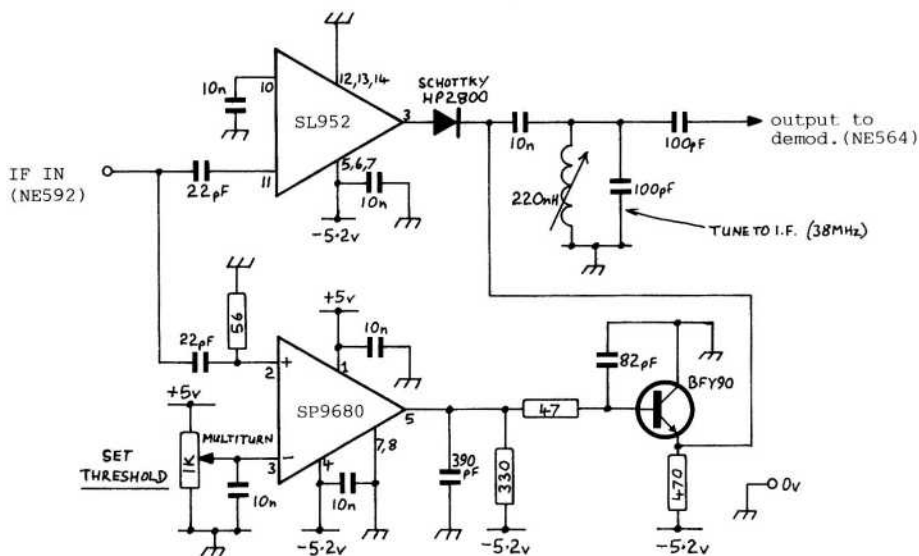 10n
10
12,13,14
SL952
3
SCHOTTKY
HP2800
10n
100pF
output to
demod.(NE564)
IF IN
(NE592)
22pF
11
5,6,7
10n
-5·2v
220nH
100pF
TUNE TO I.F. (38MHz)
56
+5v
10n
22pF
2
+
1
SP9680
5
7,8
+5v
MULTITURN
1K
SET
THRESHOLD
-
3
4
10n
10n
-5·2v
47
82pF
BFY90
390
pF
330
-5·2v
470
-5·2v
0v